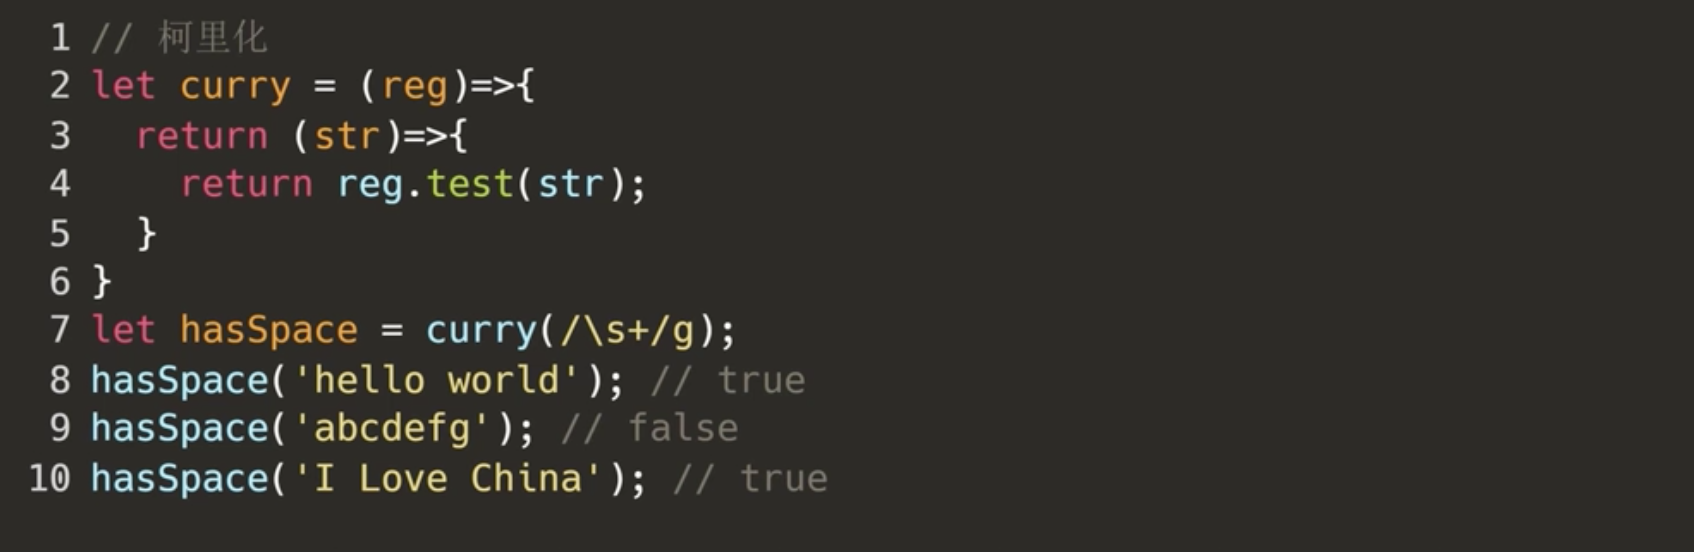 1 // 柯里化
2 let curry = (reg)=>{
3   return (str)=>{
4     return reg.test(str);
5   }
6 }
7 let hasSpace = curry(/\s+/g);
8 hasSpace('hello world'); // true
9 hasSpace('abcdefg'); // false
10 hasSpace('I Love China'); // true